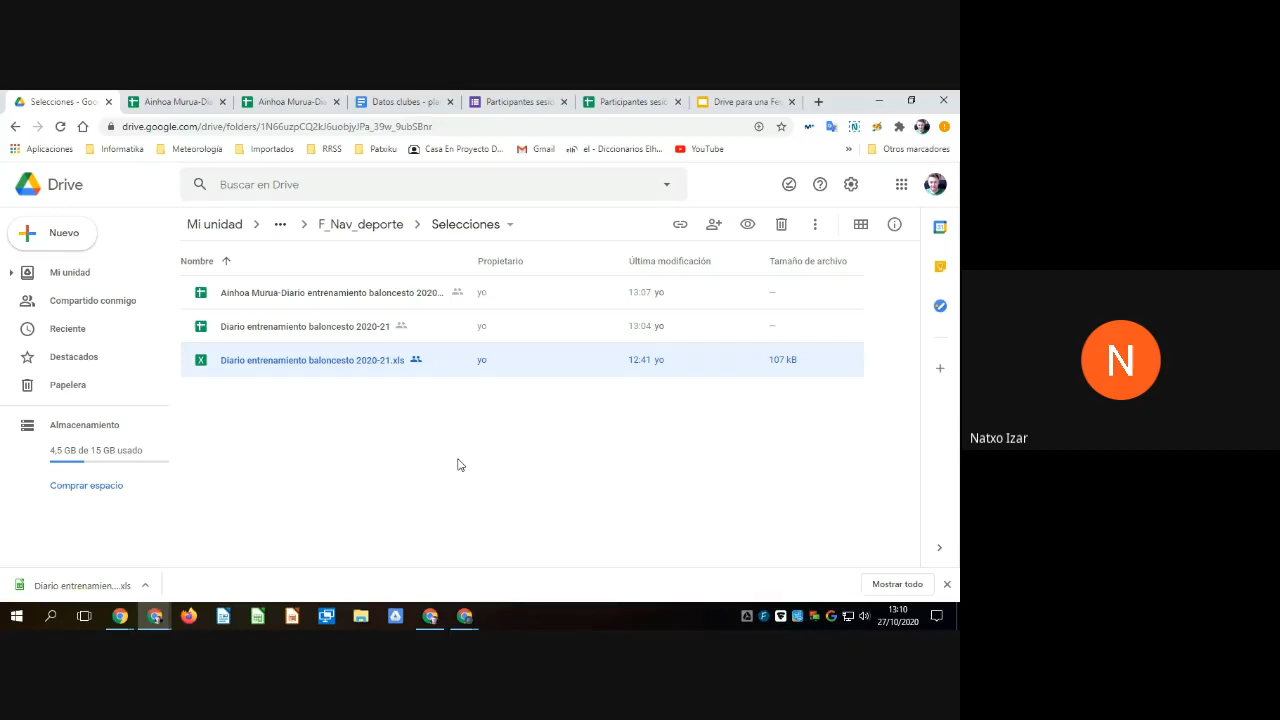 Selecciones - Goo
Ainhoa Murua-Dia
Ainhoa Murua-Dia
Datos clubes - pla
Participantes sesió
Participantes sesió
Drive para una Fe
drive.google.com/drive/folders/1N66uzpCQ2kJ6uobjyJPa_39w_9ubSBnr
Aplicaciones
Informatika
Meteorología
Importados
RRSS
Patxiku
Casa En Proyecto D...
Gmail
el - Diccionarios Elh...
YouTube
»
Otros marcadores
Drive
Buscar en Drive
Nuevo
Mi unidad
F_Nav_deporte
Selecciones
Nombre
Propietario
Última modificación
Tamaño de archivo
Ainhoa Murua-Diario entrenamiento baloncesto 2020...
yo
13:07 yo
—
Diario entrenamiento baloncesto 2020-21
yo
13:04 yo
—
Diario entrenamiento baloncesto 2020-21.xls
yo
12:41 yo
107 kB
Mi unidad
Compartido conmigo
Reciente
Destacados
Papelera
Almacenamiento
4,5 GB de 15 GB usado
Comprar espacio
Diario entrenamien....xls
Mostrar todo
13:10
27/10/2020
N
Natxo Izar